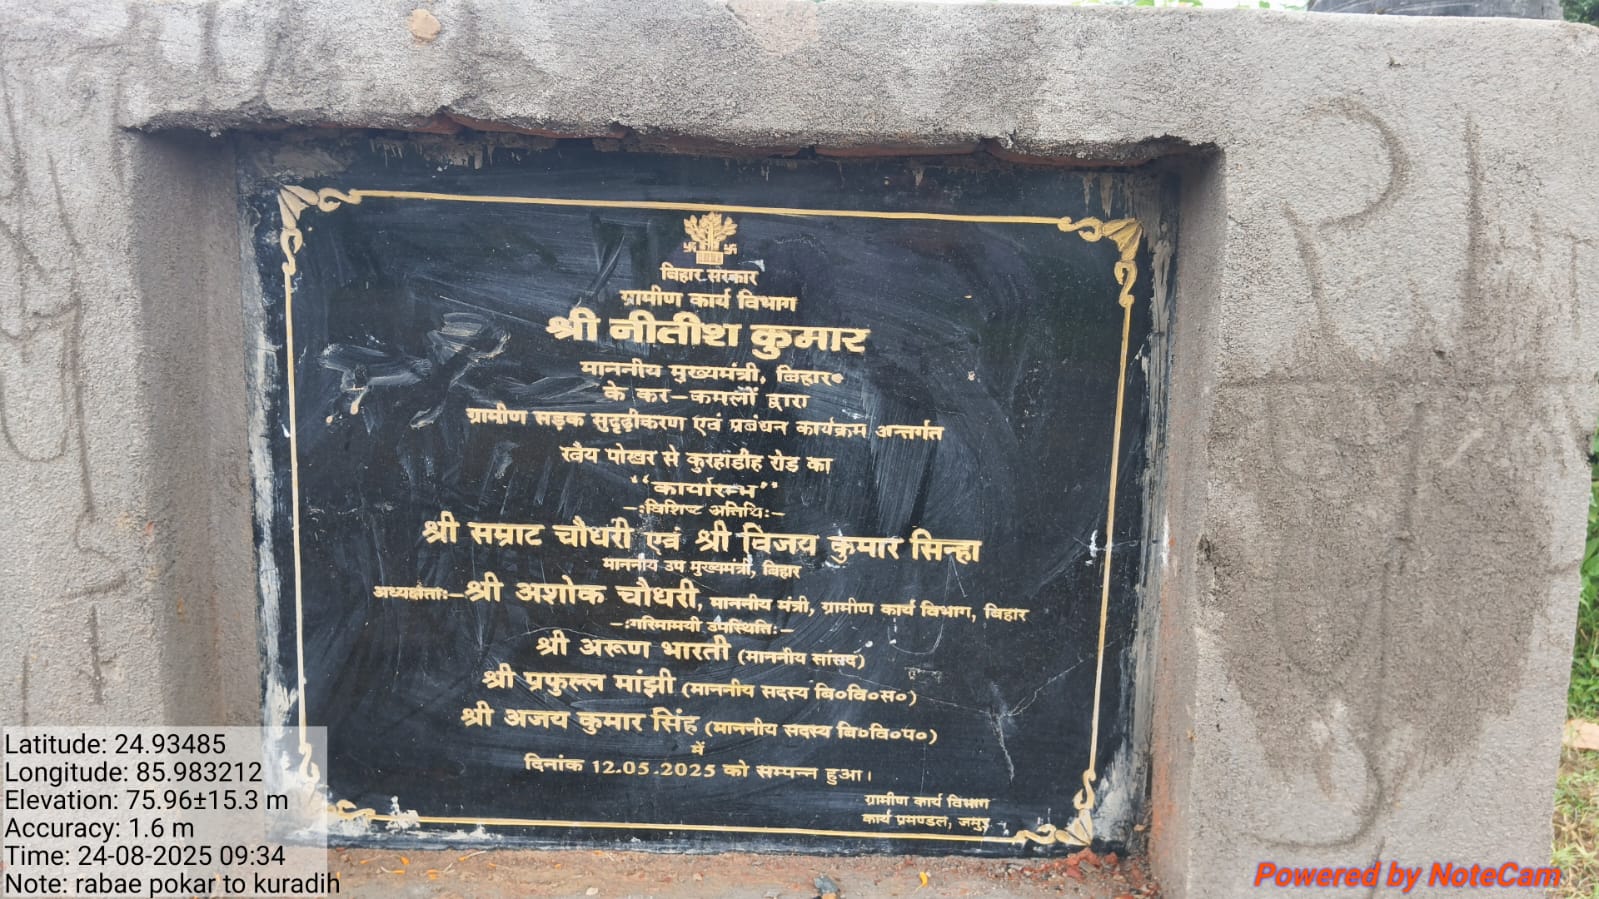 बिहार सरकार
ग्रामीण कार्य विभाग
श्री नीतीश कुमार
माननीय मुख्यमंत्री, बिहार
के कर-कमलों द्वारा
ग्रामीण सड़क सुदृढ़ीकरण एवं प्रबंधन कार्यक्रम अन्तर्गत
रवैय पोखर से कुरहाडीह रोड का
“कार्यारम्भ”
-:विशिष्ट अतिथि:-
श्री सम्राट चौधरी एवं श्री विजय कुमार सिन्हा
माननीय उप मुख्यमंत्री, बिहार
अध्यक्षता:-श्री अशोक चौधरी, माननीय मंत्री, ग्रामीण कार्य विभाग, बिहार
-:गरिमामयी उपस्थिति:-
श्री अरूण भारती (माननीय सांसद)
श्री प्रफुल्ल मांझी (माननीय सदस्य बि०वि०स०)
श्री अजय कुमार सिंह (माननीय सदस्य बि०वि०प०)
में
दिनांक 12.05.2025 को सम्पन्न हुआ।
ग्रामीण कार्य विभाग
कार्य प्रमण्डल, जमुई
Latitude: 24.93485
Longitude: 85.983212
Elevation: 75.96±15.3 m
Accuracy: 1.6 m
Time: 24-08-2025 09:34
Note: rabae pokar to kuradih
Powered by NoteCam